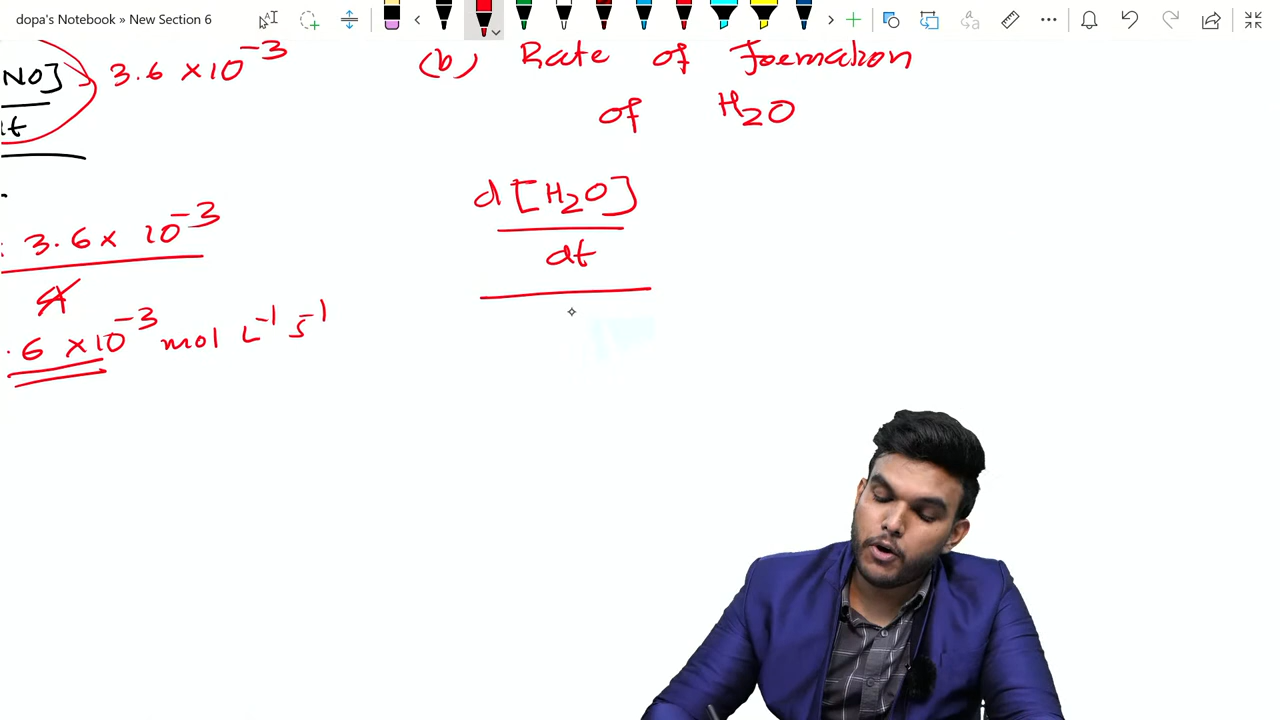 dopa's Notebook » New Section 6
NO]
dt
3.6 ×10⁻³
: 3.6 × 10⁻³
4
.6 ×10⁻³ mol L⁻¹ s⁻¹
(b) Rate of Formation
of H₂O
d[H₂O]
dt